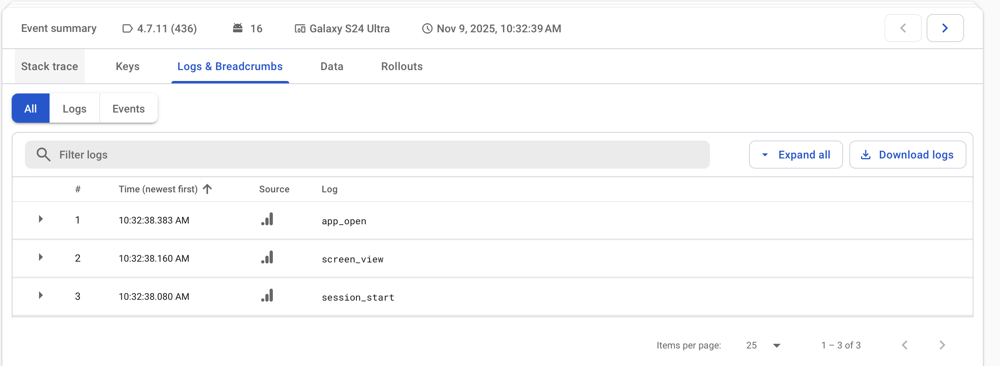 Event summary 4.7.11 (436) 16 Galaxy S24 Ultra Nov 9, 2025, 10:32:39 AM
Stack trace Keys Logs & Breadcrumbs Data Rollouts
All Logs Events
Filter logs Expand all Download logs
# Time (newest first) Source Log
1 10:32:38.383 AM app_open
2 10:32:38.160 AM screen_view
3 10:32:38.080 AM session_start
Items per page: 25 1 – 3 of 3